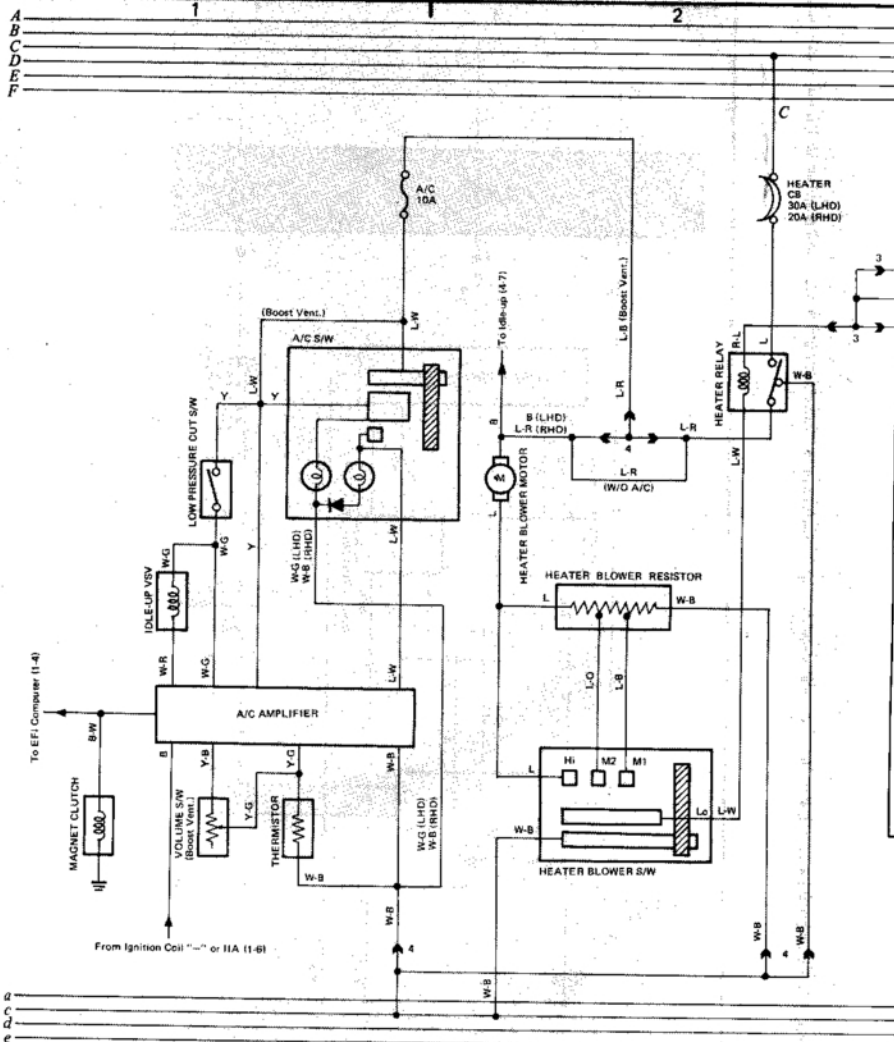 1
2
A
B
C
D
E
F
C
A/C
10A
HEATER
CB
30A (LHD)
20A (RHD)
3
3
To Idle-up (4-7)
L-B (Boost Vent.)
(Boost Vent.)
L-W
A/C S/W
R-L
L
HEATER RELAY
W-B
LOW PRESSURE CUT S/W
Y
L-W
Y
L-R
B
B (LHD)
L-R (RHD)
4
L-R
L-W
L-R
(W/O A/C)
M
HEATER BLOWER MOTOR
L
W-G
W-G
Y
W-G (LHD)
W-B (RHD)
L-W
IDLE-UP VSV
HEATER BLOWER RESISTOR
L
W-B
W-R
W-G
L-W
L-O
L-B
To EFI Computer (1-4)
A/C AMPLIFIER
B-W
B
Y-B
Y-G
W-B
Hi
M2
M1
L
MAGNET CLUTCH
VOLUME S/W
(Boost Vent.)
Y-G
THERMISTOR
W-G (LHD)
W-B (RHD)
Lo
L-W
W-B
HEATER BLOWER S/W
W-B
W-B
W-B
4
W-B
From Ignition Coil "−" or IIA (1-6)
4
W-B
a
c
d
e